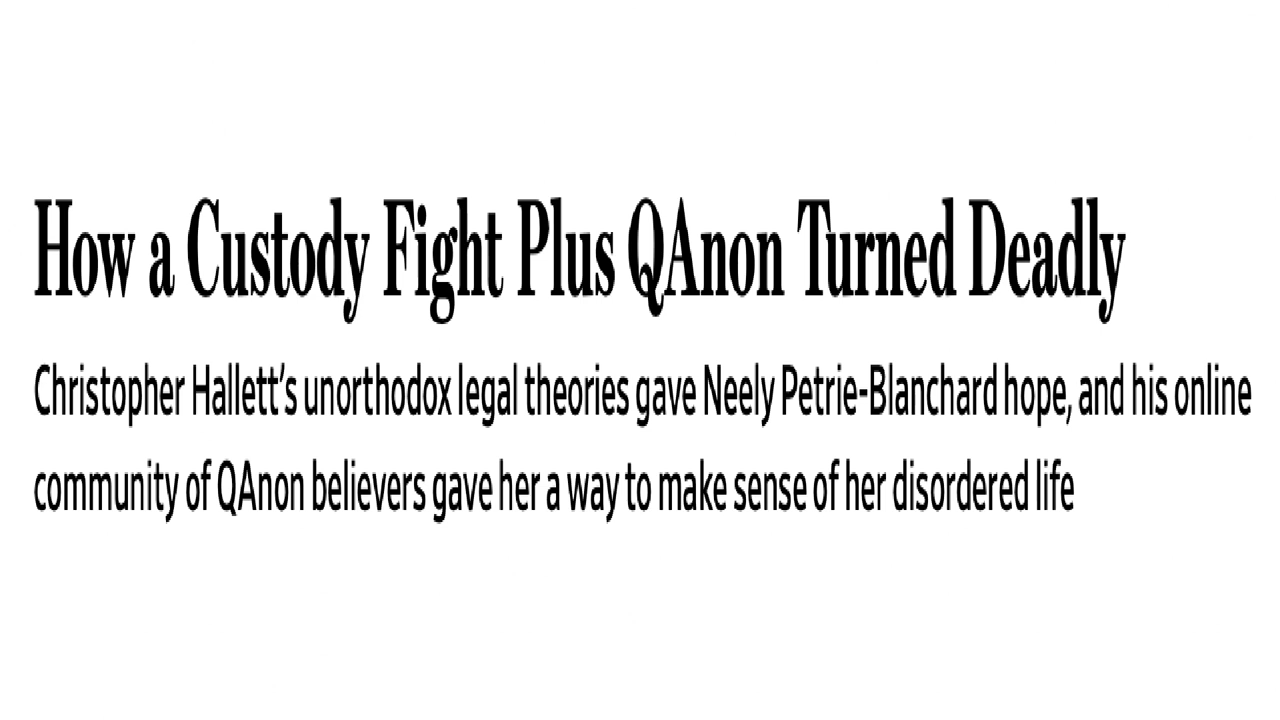 How a Custody Fight Plus QAnon Turned Deadly
Christopher Hallett’s unorthodox legal theories gave Neely Petrie-Blanchard hope, and his online
community of QAnon believers gave her a way to make sense of her disordered life